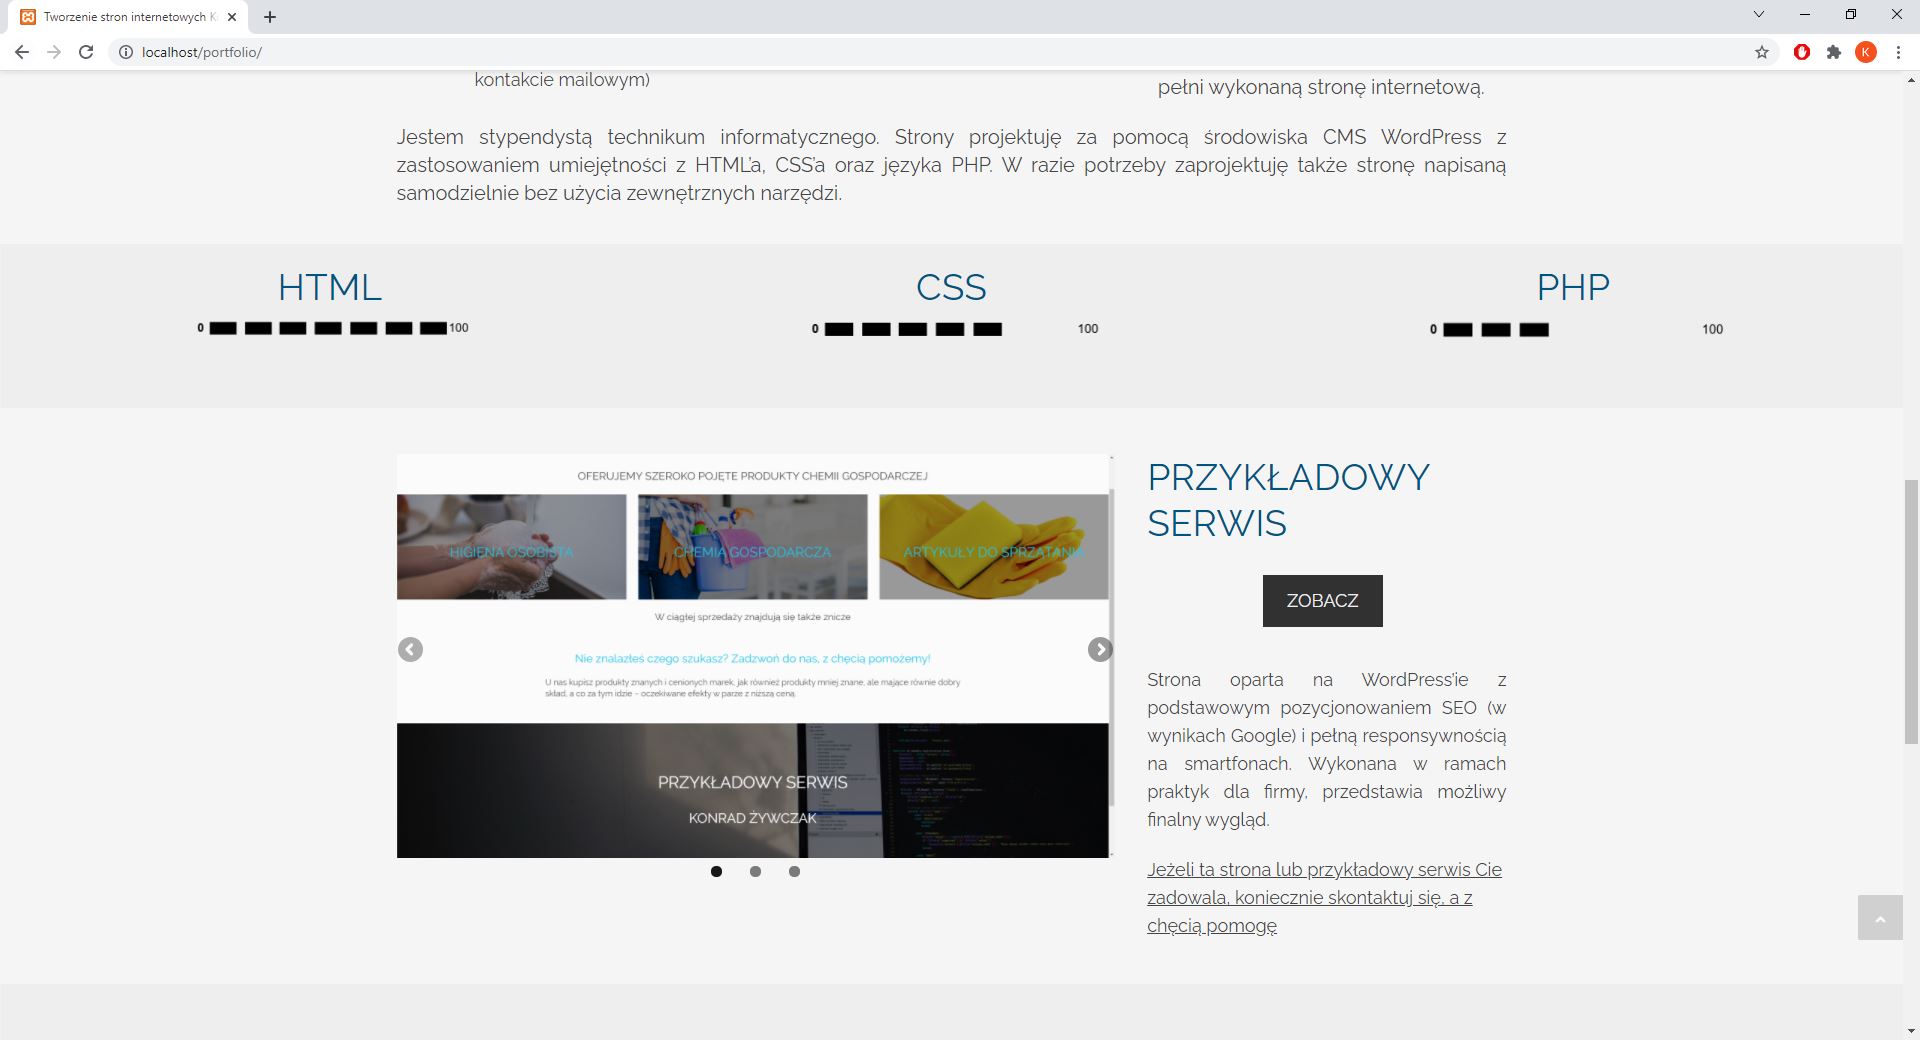 Tworzenie stron internetowych K
localhost/portfolio/
K
kontakcie mailowym)
pełni wykonaną stronę internetową.
Jestem stypendystą technikum informatycznego. Strony projektuję za pomocą środowiska CMS WordPress z
zastosowaniem umiejętności z HTML'a, CSS'a oraz języka PHP. W razie potrzeby zaprojektuję także stronę napisaną
samodzielnie bez użycia zewnętrznych narzędzi.
HTML
0 100
CSS
0 100
PHP
0 100
OFERUJEMY SZEROKO POJĘTE PRODUKTY CHEMII GOSPODARCZEJ
HIGIENA OSOBISTA
CHEMIA GOSPODARCZA
ARTYKUŁY DO SPRZĄTANIA
W ciągłej sprzedaży znajdują się także znicze
Nie znalazłeś czego szukasz? Zadzwoń do nas, z chęcią pomożemy!
U nas kupisz produkty znanych i cenionych marek, jak również produkty mniej znane, ale mające równie dobry
skład, a co za tym idzie – oczekiwane efekty w parze z niższą ceną.
PRZYKŁADOWY SERWIS
KONRAD ŻYWCZAK
PRZYKŁADOWY
SERWIS
ZOBACZ
Strona oparta na WordPress'ie z
podstawowym pozycjonowaniem SEO (w
wynikach Google) i pełną responsywnością
na smartfonach. Wykonana w ramach
praktyk dla firmy, przedstawia możliwy
finalny wygląd.
Jeżeli ta strona lub przykładowy serwis Cie
zadowala, koniecznie skontaktuj się, a z
chęcią pomogę